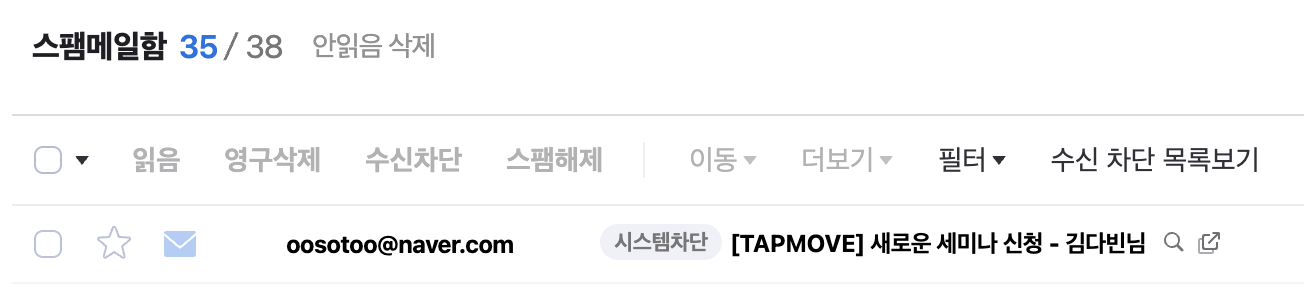 스팸메일함 35 / 38 안읽음 삭제
읽음 영구삭제 수신차단 스팸해제 이동 더보기 필터 수신 차단 목록보기
oosotoo@naver.com 시스템차단 [TAPMOVE] 새로운 세미나 신청 - 김다빈님